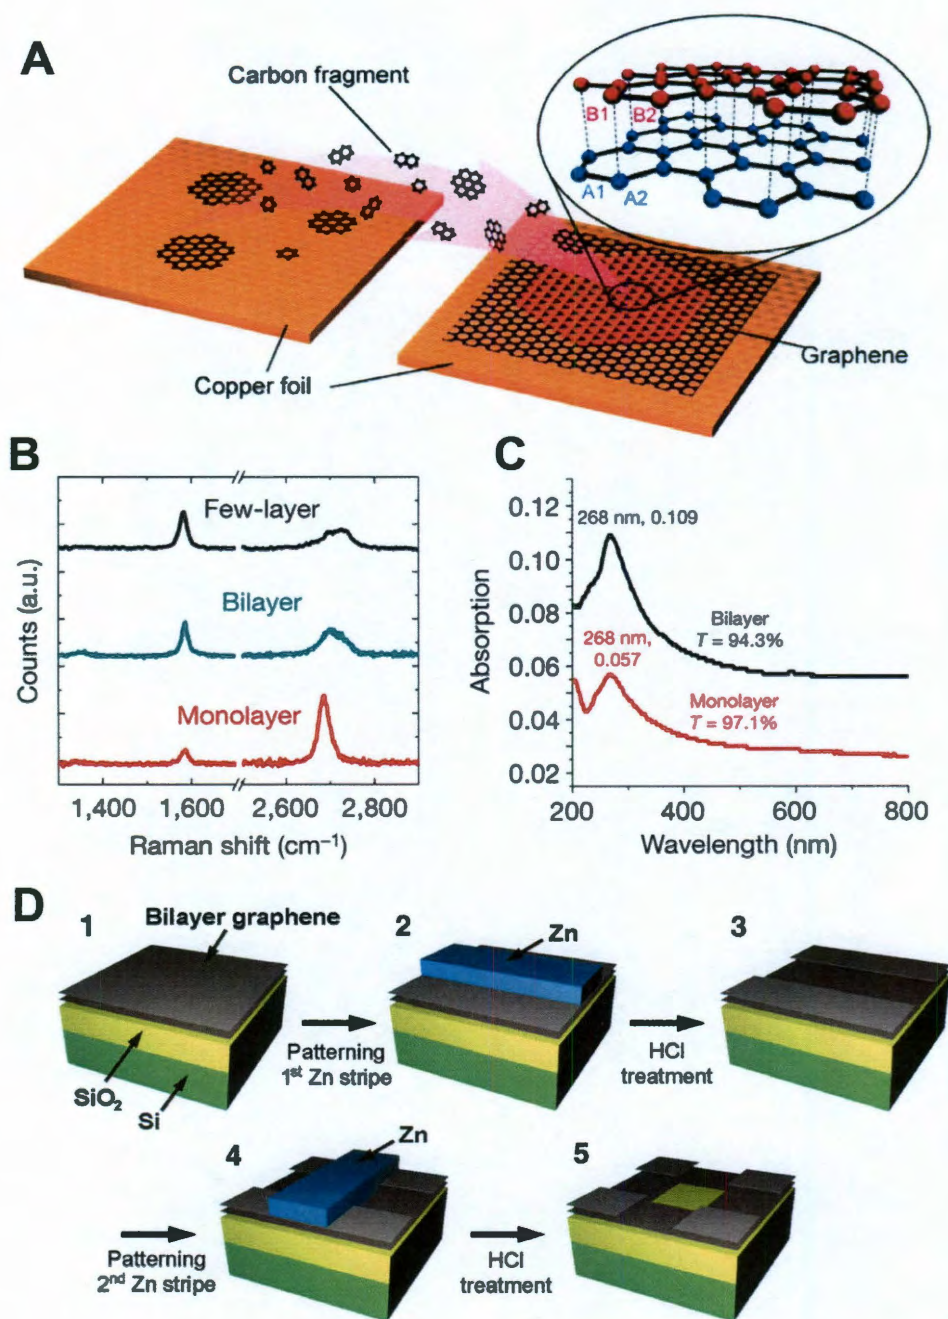 A
Carbon fragment
B1
B2
A1
A2
Graphene
Copper foil
B
Few-layer
Bilayer
Monolayer
Counts (a.u.)
1,400
1,600
2,600
2,800
Raman shift (cm⁻¹)
C
0.12
0.10
0.08
0.06
0.04
0.02
Absorption
268 nm, 0.109
Bilayer
T = 94.3%
268 nm,
0.057
Monolayer
T = 97.1%
200
400
600
800
Wavelength (nm)
D
1
Bilayer graphene
SiO₂
Si
Patterning
1st Zn stripe
2
Zn
HCl
treatment
3
Patterning
2nd Zn stripe
4
Zn
HCl
treatment
5